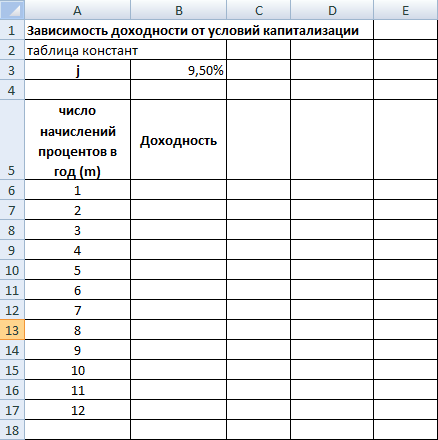 A B C D E
1 Зависимость доходности от условий капитализации
2 таблица констант
3 j 9,50%
4
число
начислений
процентов в Доходность
5 год (m)
6 1
7 2
8 3
9 4
10 5
11 6
12 7
13 8
14 9
15 10
16 11
17 12
18